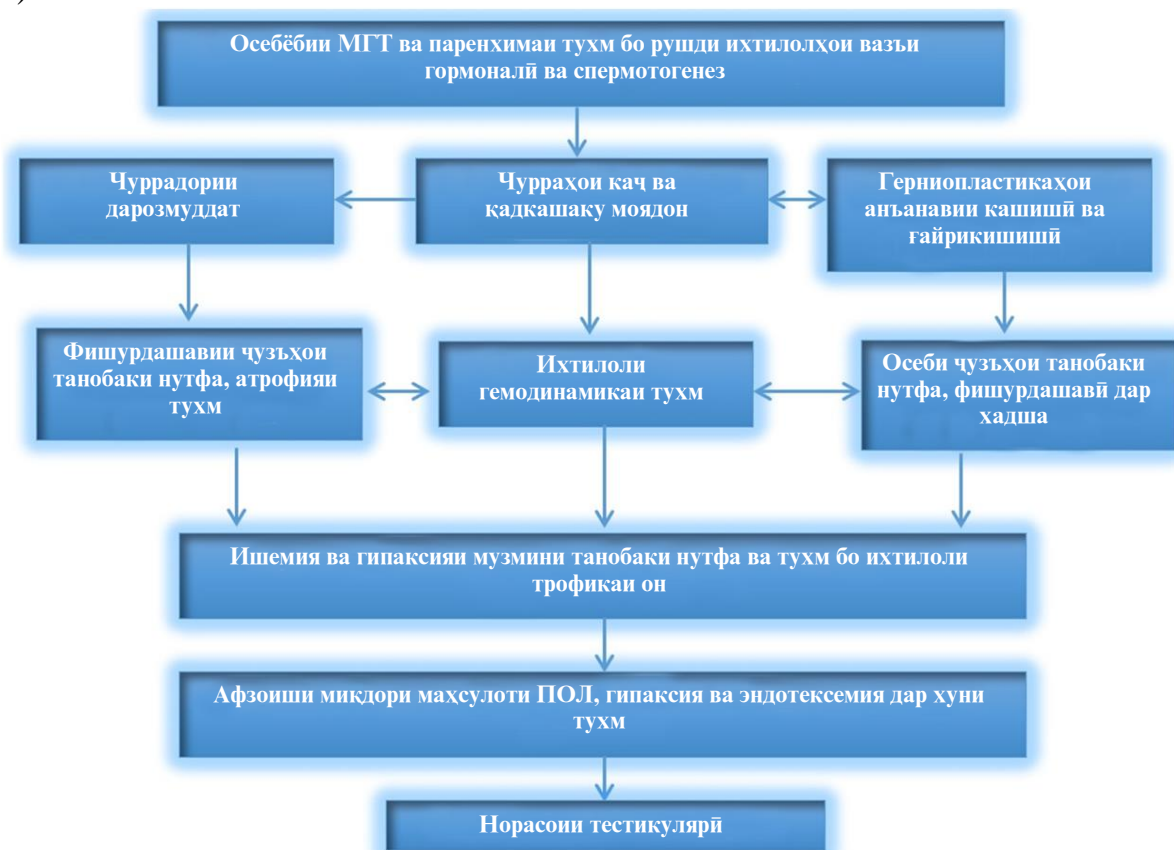 )
Осебёбии МГТ ва паренхимаи тухм бо рушди ихтилолҳои вазъи
гормоналӣ ва спермотогенез
Чуррадории
дарозмуддат
Чурраҳои каҷ ва
қадкашаку моядон
Герниопластикаҳои
анъанавии кашишӣ ва
ғайрикишишӣ
Фишурдашавии ҷузъҳои
танобаки нутфа, атрофияи
тухм
Ихтилоли
гемодинамикаи тухм
Осеби ҷузъҳои танобаки
нутфа, фишурдашавӣ дар
хадша
Ишемия ва гипаксияи музмини танобаки нутфа ва тухм бо ихтилоли
трофикаи он
Афзоиши миқдори маҳсулоти ПОЛ, гипаксия ва эндотексемия дар хуни
тухм
Норасоии тестикулярӣ